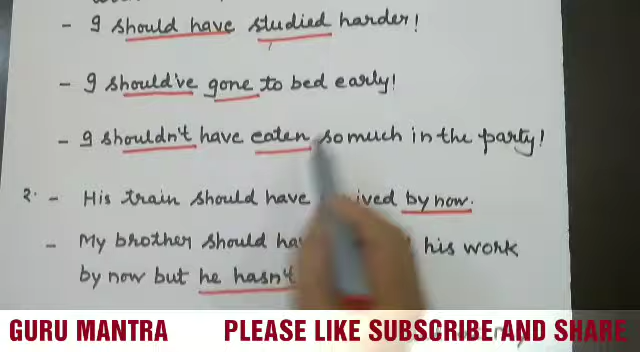 - I should have studied harder!
- I should've gone to bed early!
- I shouldn't have eaten so much in the party!
2. - His train should have by now.
- My brother should his work
by now but he hasn't
GURU MANTRA PLEASE LIKE SUBSCRIBE AND SHARE